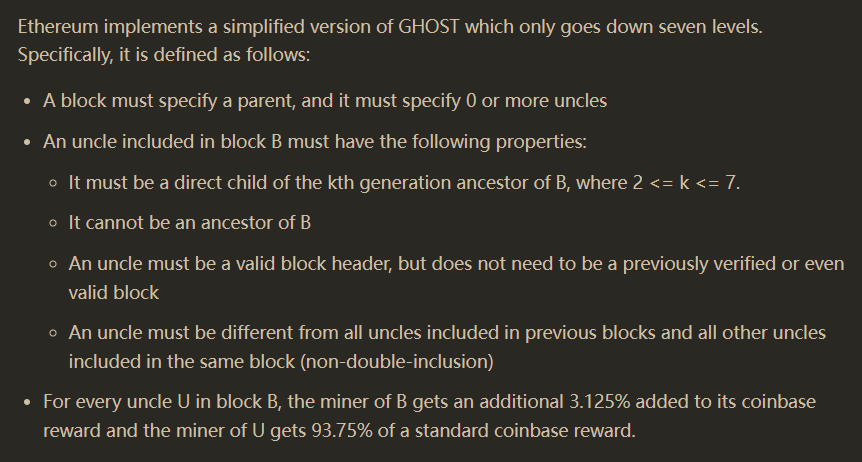 Ethereum implements a simplified version of GHOST which only goes down seven levels.
Specifically, it is defined as follows:
• A block must specify a parent, and it must specify 0 or more uncles
• An uncle included in block B must have the following properties:
◦ It must be a direct child of the kth generation ancestor of B, where 2 <= k <= 7.
◦ It cannot be an ancestor of B
◦ An uncle must be a valid block header, but does not need to be a previously verified or even
valid block
◦ An uncle must be different from all uncles included in previous blocks and all other uncles
included in the same block (non-double-inclusion)
• For every uncle U in block B, the miner of B gets an additional 3.125% added to its coinbase
reward and the miner of U gets 93.75% of a standard coinbase reward.